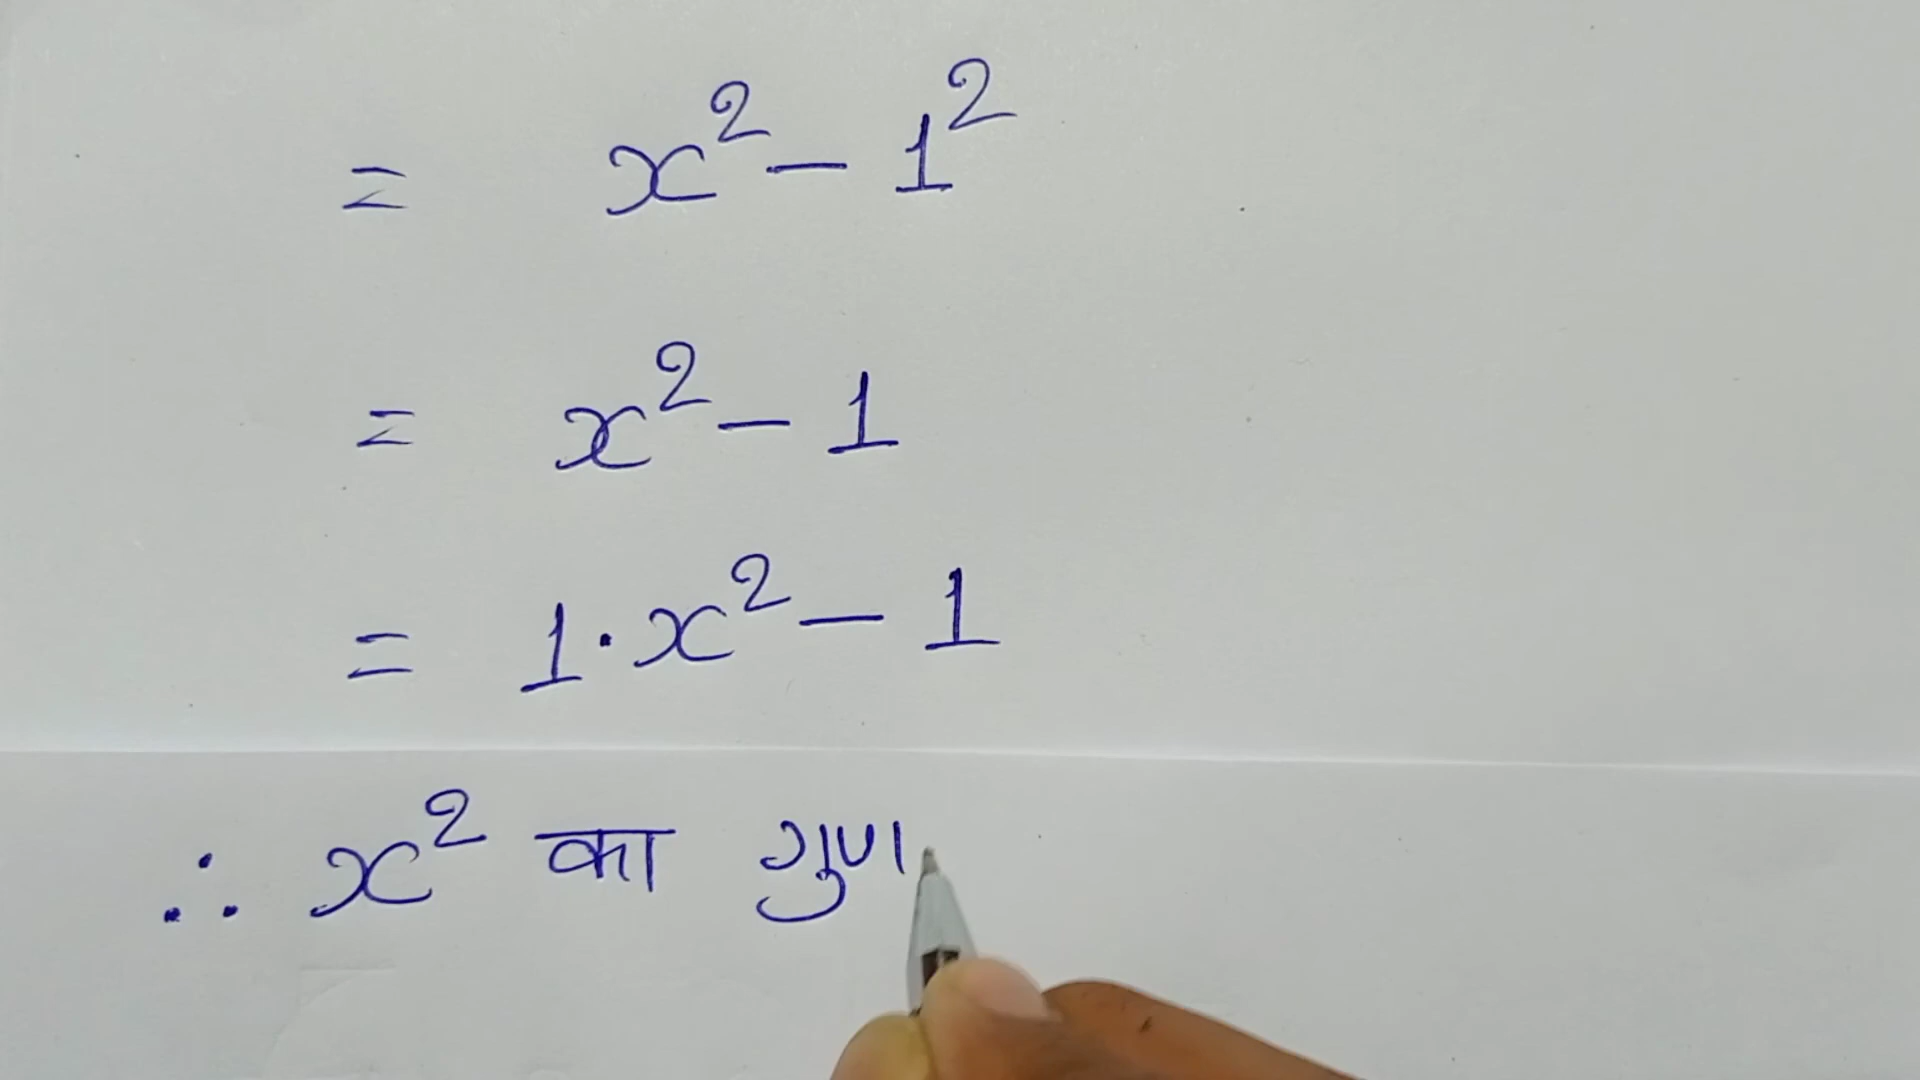 = x² - 1²
= x² - 1
= 1·x² - 1
∴ x² का गुण